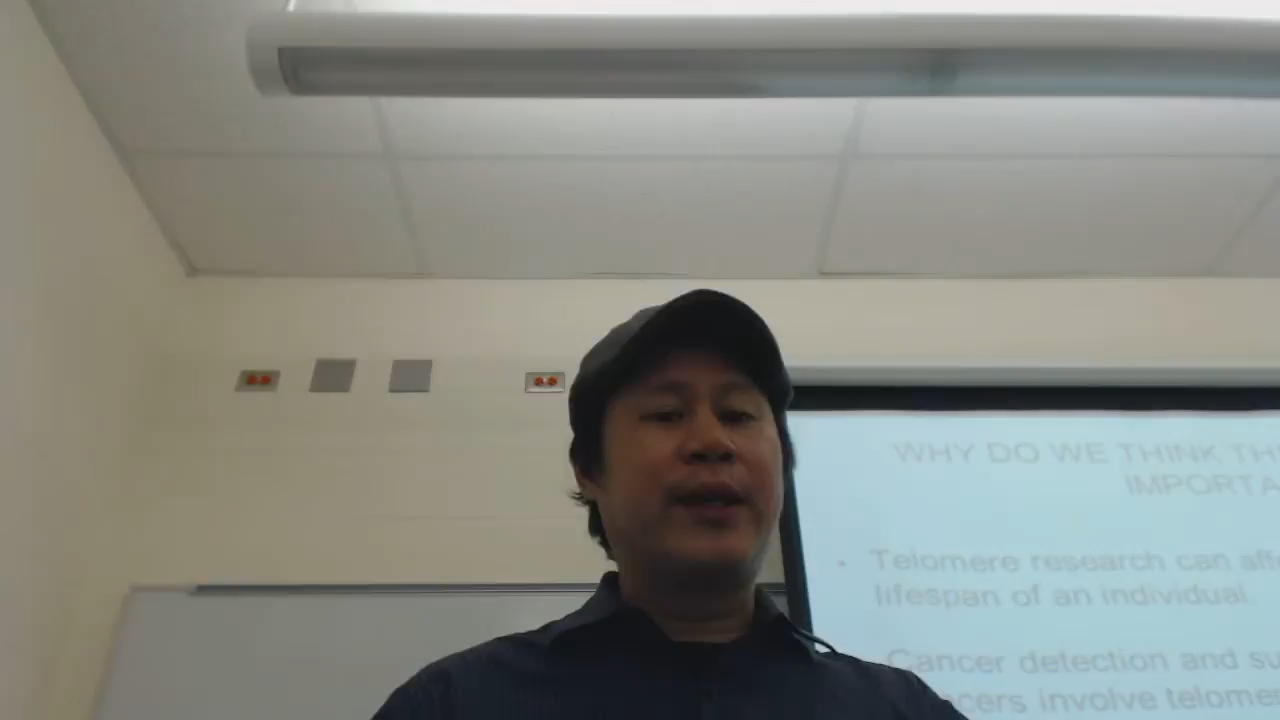 WHY DO WE THINK TH
IMPORTA
• Telomere research can aff
lifespan of an individual.
Cancer detection and su
cers involve telomer